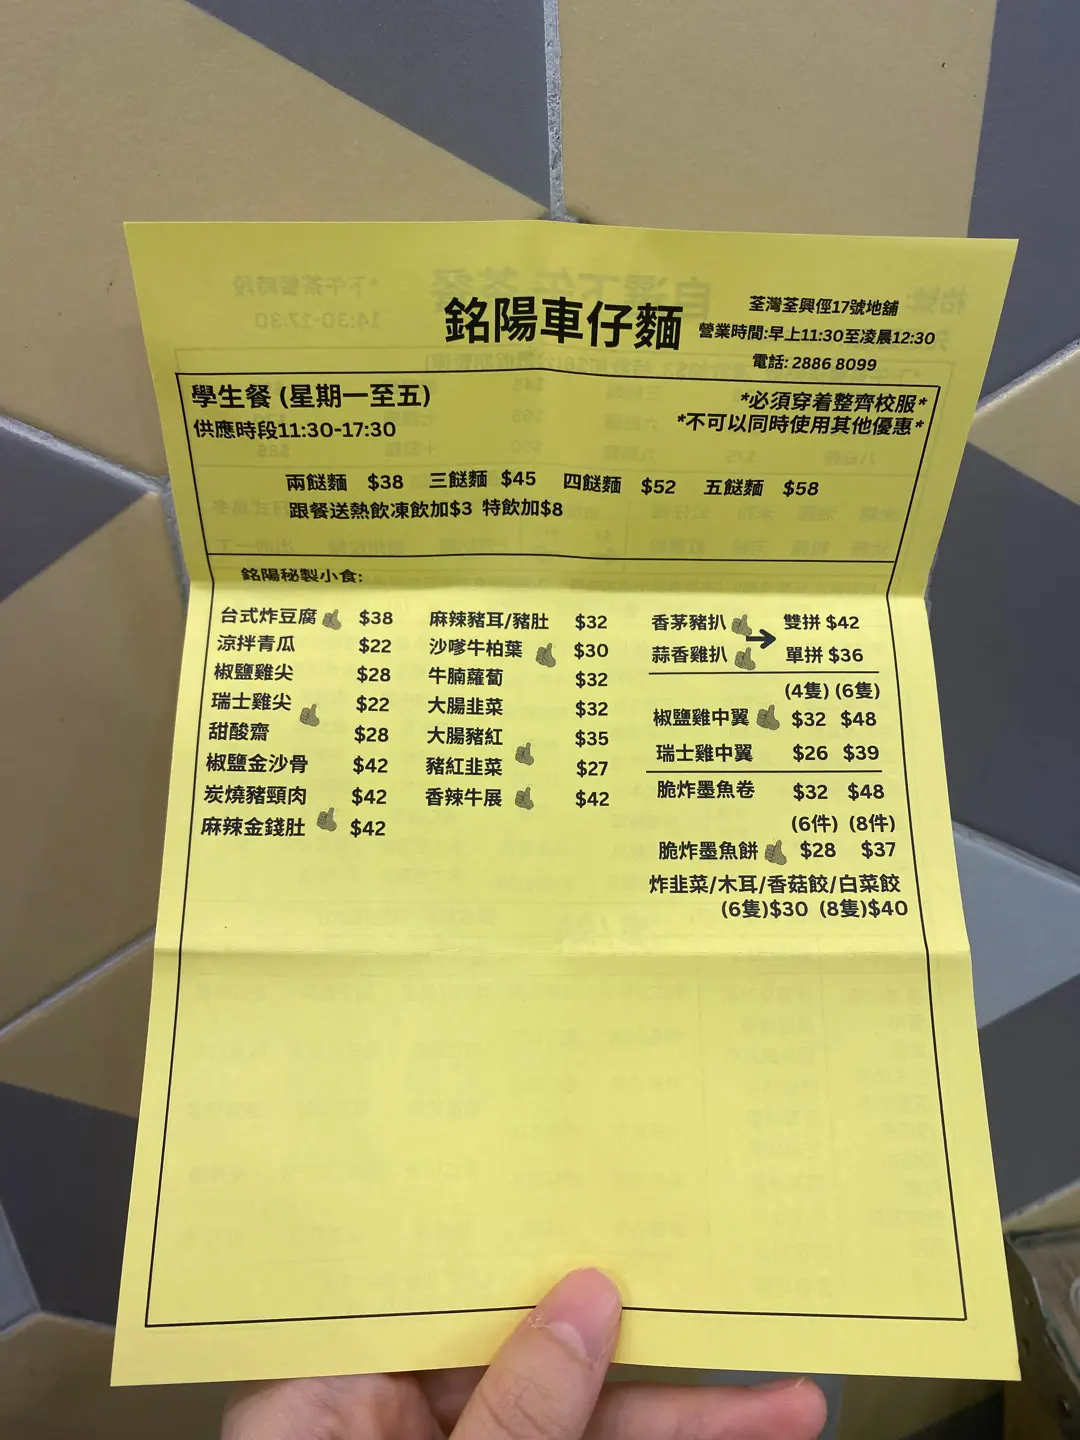 銘陽車仔麵
荃灣荃興徑17號地舖
營業時間:早上11:30至凌晨12:30
電話: 2886 8099
學生餐 (星期一至五)
供應時段11:30-17:30
*必須穿着整齊校服*
*不可以同時使用其他優惠*
兩餸麵 $38 三餸麵 $45 四餸麵 $52 五餸麵 $58
跟餐送熱飲凍飲加$3 特飲加$8
銘陽秘製小食:
台式炸豆腐 $38
涼拌青瓜 $22
椒鹽雞尖 $28
瑞士雞尖 $22
甜酸齋 $28
椒鹽金沙骨 $42
炭燒豬頸肉 $42
麻辣金錢肚 $42
麻辣豬耳/豬肚 $32
沙嗲牛柏葉 $30
牛腩蘿蔔 $32
大腸韭菜 $32
大腸豬紅 $35
豬紅韭菜 $27
香辣牛展 $42
香茅豬扒 → 雙拼 $42
蒜香雞扒 單拼 $36
(4隻) (6隻)
椒鹽雞中翼 $32 $48
瑞士雞中翼 $26 $39
脆炸墨魚卷 $32 $48
(6件) (8件)
脆炸墨魚餅 $28 $37
炸韭菜/木耳/香菇餃/白菜餃
(6隻)$30 (8隻)$40